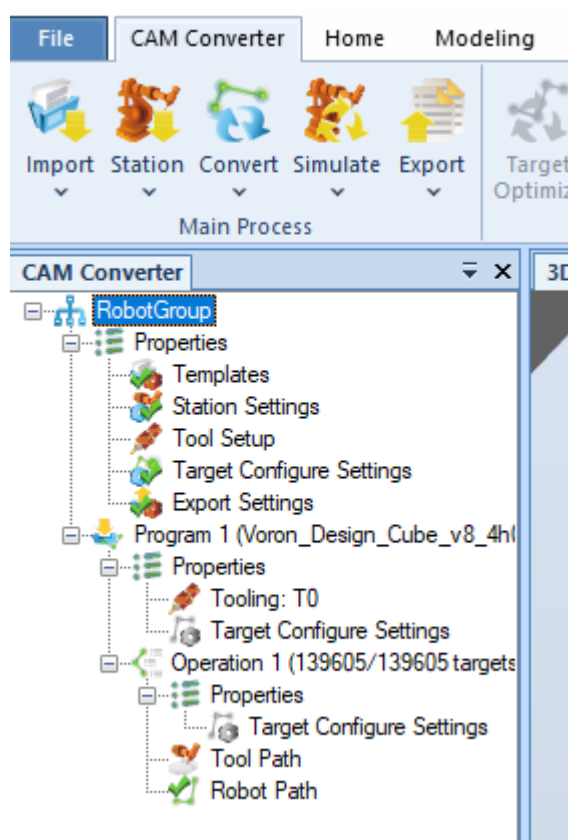 File CAM Converter Home Modeling
Import Station Convert Simulate Export Target
Optimiz
Main Process
CAM Converter 3D
RobotGroup
Properties
Templates
Station Settings
Tool Setup
Target Configure Settings
Export Settings
Program 1 (Voron_Design_Cube_v8_4h(
Properties
Tooling: T0
Target Configure Settings
Operation 1 (139605/139605 targets
Properties
Target Configure Settings
Tool Path
Robot Path